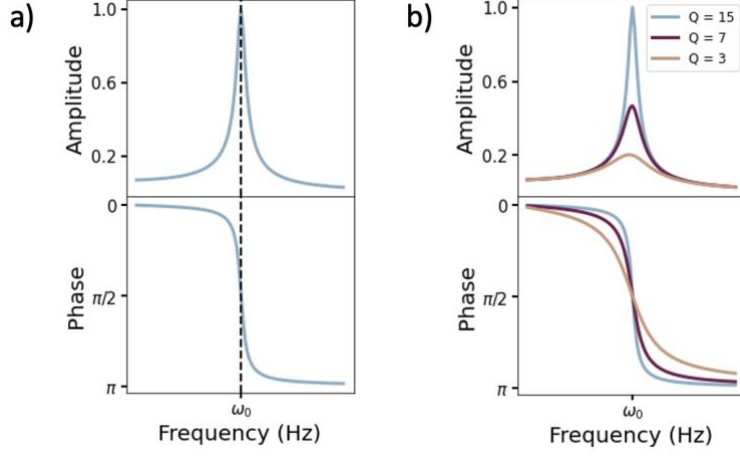 a)
Amplitude
1.0
0.6
0.2
Phase
0
π/2
π
ω₀
Frequency (Hz)
b)
Amplitude
1.0
0.6
0.2
Q = 15
Q = 7
Q = 3
Phase
0
π/2
π
ω₀
Frequency (Hz)